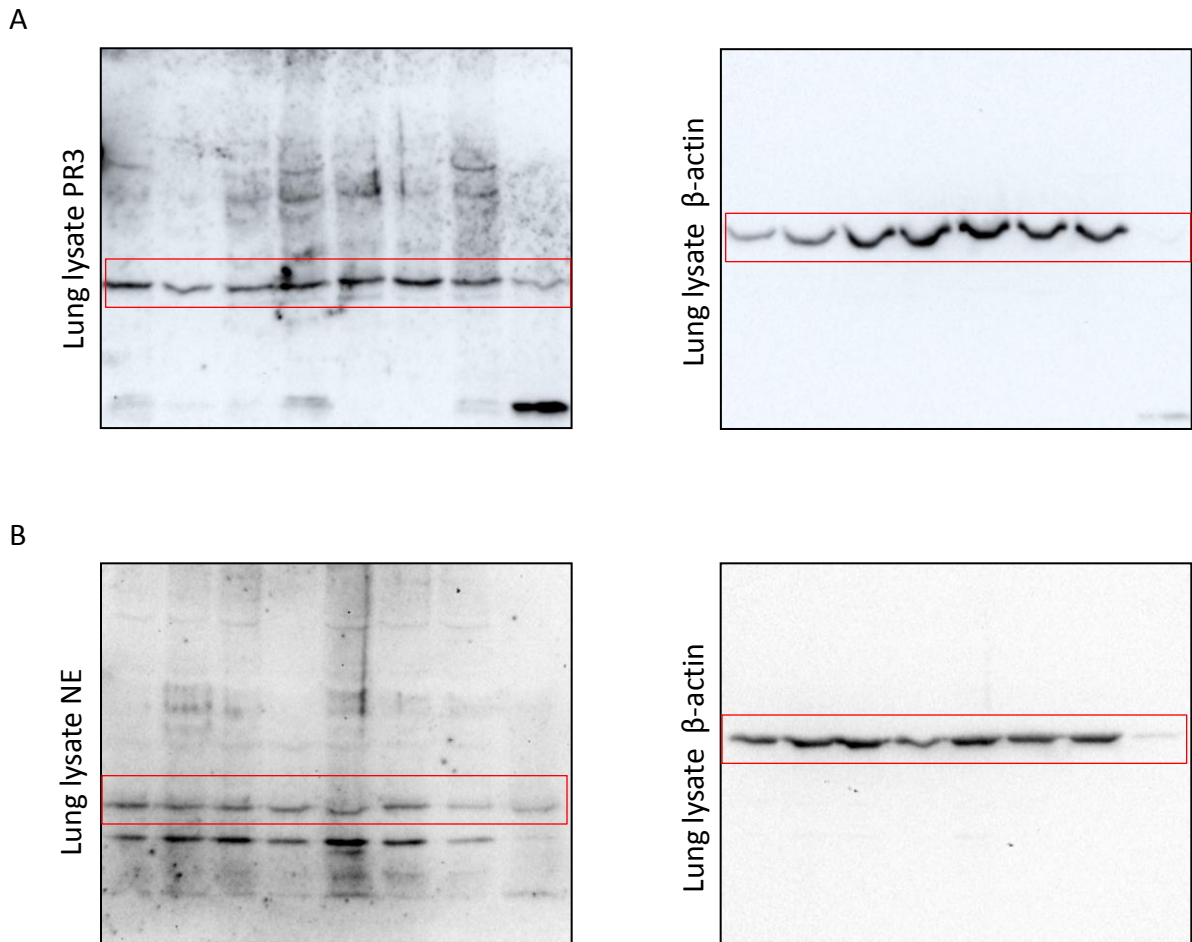 A
Lung lysate PR3
Lung lysate β-actin
B
Lung lysate NE
Lung lysate β-actin